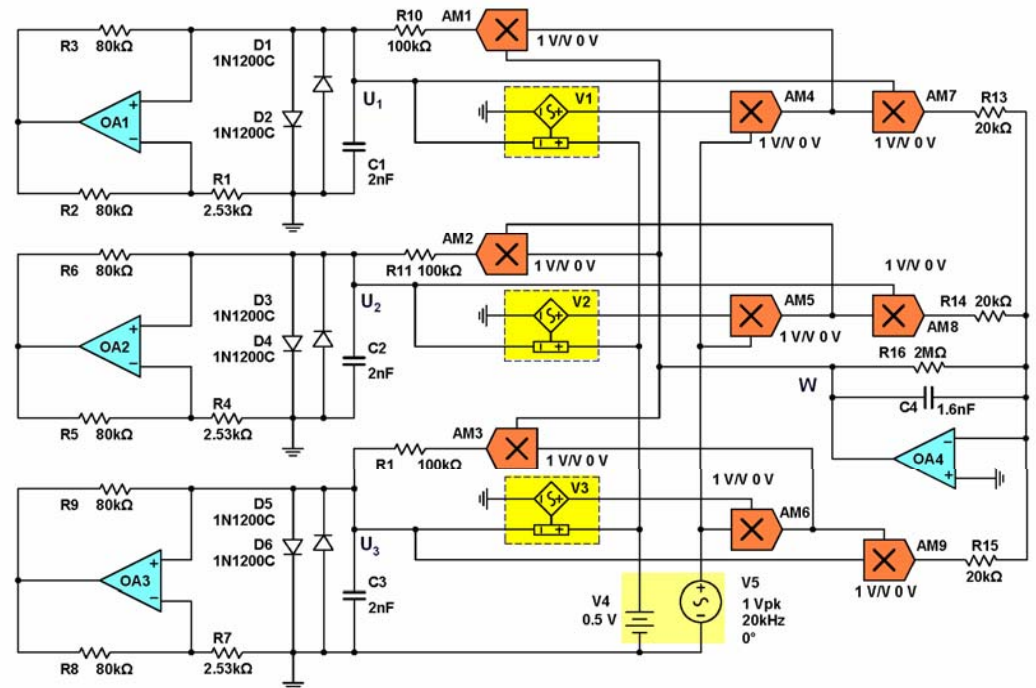 R3 80kΩ
D1
1N1200C
R10
100kΩ
AM1
1 V/V 0 V
OA1
D2
1N1200C
U1
C1
2nF
R2 80kΩ
R1
2.53kΩ
V1
AM4
1 V/V 0 V
AM7
1 V/V 0 V
R13
20kΩ
R6 80kΩ
D3
1N1200C
R11 100kΩ
AM2
1 V/V 0 V
OA2
D4
1N1200C
U2
C2
2nF
R5 80kΩ
R4
2.53kΩ
V2
AM5
1 V/V 0 V
1 V/V 0 V
AM8
R14 20kΩ
R16 2MΩ
W
C4 1.6nF
OA4
R9 80kΩ
D5
1N1200C
R1 100kΩ
AM3
1 V/V 0 V
OA3
D6
1N1200C
U3
C3
2nF
R8 80kΩ
R7
2.53kΩ
V3
1 V/V 0 V
AM6
AM9
1 V/V 0 V
R15
20kΩ
V4
0.5 V
V5
1 Vpk
20kHz
0°